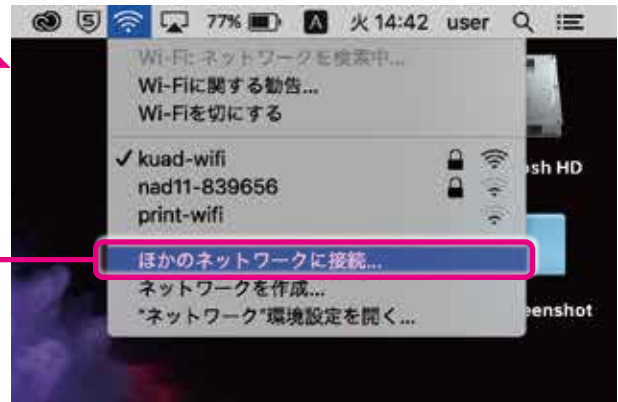 77% A 火 14:42 user
Wi-Fi: ネットワークを検索中...
Wi-Fiに関する勧告...
Wi-Fiを切にする
kuad-wifi
nad11-839656
print-wifi
ほかのネットワークに接続...
ネットワークを作成...
"ネットワーク"環境設定を開く...
sh HD
eenshot